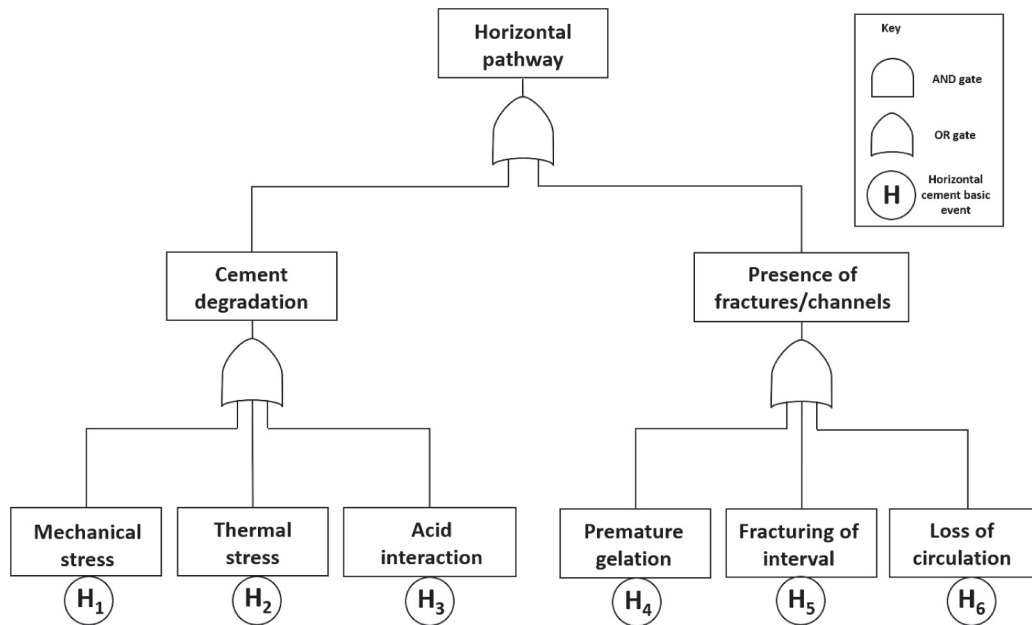 Horizontal
pathway
Key
AND gate
OR gate
H
Horizontal
cement basic
event
Cement
degradation
Presence of
fractures/channels
Mechanical
stress
Thermal
stress
Acid
interaction
Premature
gelation
Fracturing of
interval
Loss of
circulation
H₁
H₂
H₃
H₄
H₅
H₆